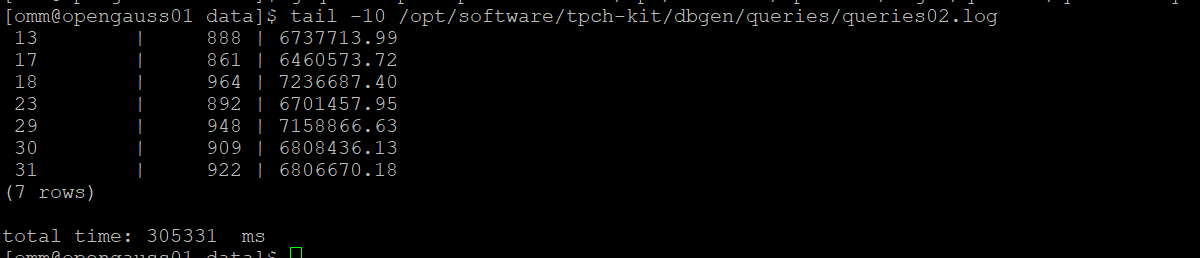 [omm@opengauss01 data]$ tail -10 /opt/software/tpch-kit/dbgen/queries/queries02.log
13 | 888 | 6737713.99
17 | 861 | 6460573.72
18 | 964 | 7236687.40
23 | 892 | 6701457.95
29 | 948 | 7158866.63
30 | 909 | 6808436.13
31 | 922 | 6806670.18
(7 rows)
total time: 305331 ms
[omm@opengauss01 data]$